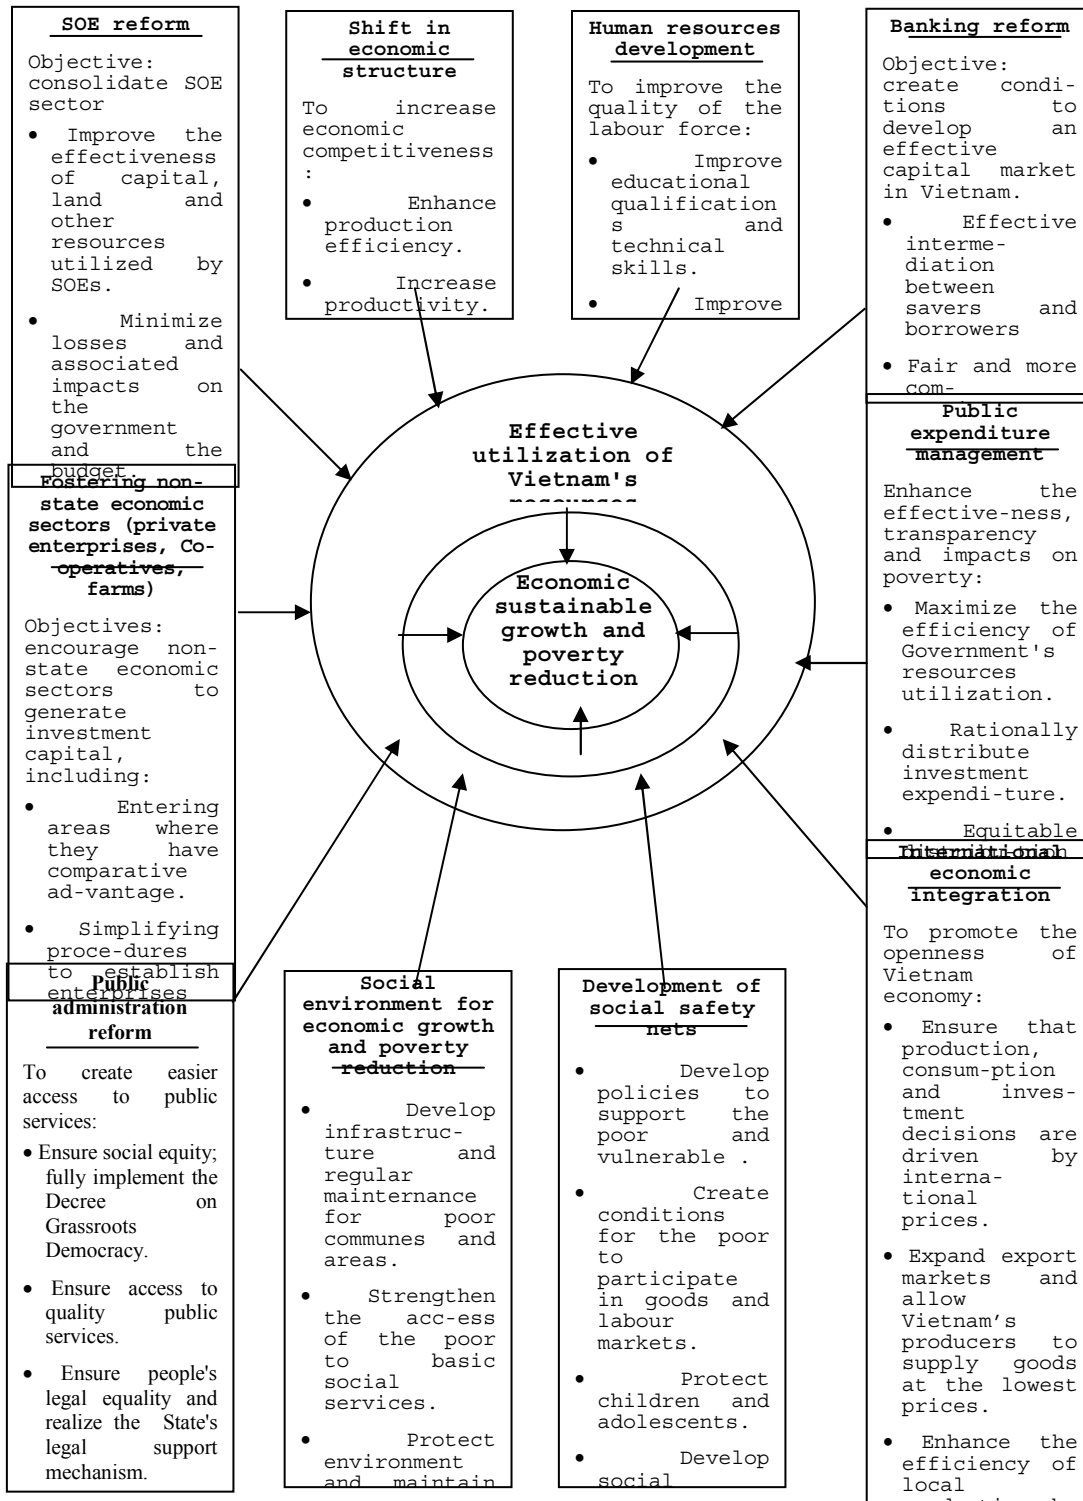 SOE reform
Objective:
consolidate SOE
sector
• Improve the
effectiveness
of capital,
land and
other
resources
utilized by
SOEs.
• Minimize
losses and
associated
impacts on
the
government
and the
budget.
Shift in
economic
structure
To increase
economic
competitiveness
:
• Enhance
production
efficiency.
• Increase
productivity.
Human resources
development
To improve the
quality of the
labour force:
• Improve
educational
qualification
s and
technical
skills.
• Improve
Banking reform
Objective:
create condi-
tions to
develop an
effective
capital market
in Vietnam.
• Effective
interme-
diation
between
savers and
borrowers
• Fair and more
com-
Effective
utilization of
Vietnam's
resources
Economic
sustainable
growth and
poverty
reduction
Fostering non-
state economic
sectors (private
enterprises, Co-
operatives,
farms)
Objectives:
encourage non-
state economic
sectors to
generate
investment
capital,
including:
• Entering
areas where
they have
comparative
ad-vantage.
• Simplifying
proce-dures
to establish
enterprises
Public
expenditure
management
Enhance the
effective-ness,
transparency
and impacts on
poverty:
• Maximize the
efficiency of
Government's
resources
utilization.
• Rationally
distribute
investment
expendi-ture.
• Equitable
Public
administration
reform
To create easier
access to public
services:
• Ensure social equity;
fully implement the
Decree on
Grassroots
Democracy.
• Ensure access to
quality public
services.
• Ensure people's
legal equality and
realize the State's
legal support
mechanism.
Social
environment for
economic growth
and poverty
reduction
• Develop
infrastruc-
ture and
regular
mainternance
for poor
communes and
areas.
• Strengthen
the acc-ess
of the poor
to basic
social
services.
• Protect
environment
and maintain
Development of
social safety
nets
• Develop
policies to
support the
poor and
vulnerable .
• Create
conditions
for the poor
to
participate
in goods and
labour
markets.
• Protect
children and
adolescents.
• Develop
social
International
economic
integration
To promote the
openness of
Vietnam
economy:
• Ensure that
production,
consum-ption
and inves-
tment
decisions are
driven by
interna-
tional
prices.
• Expand export
markets and
allow
Vietnam’s
producers to
supply goods
at the lowest
prices.
• Enhance the
efficiency of
local